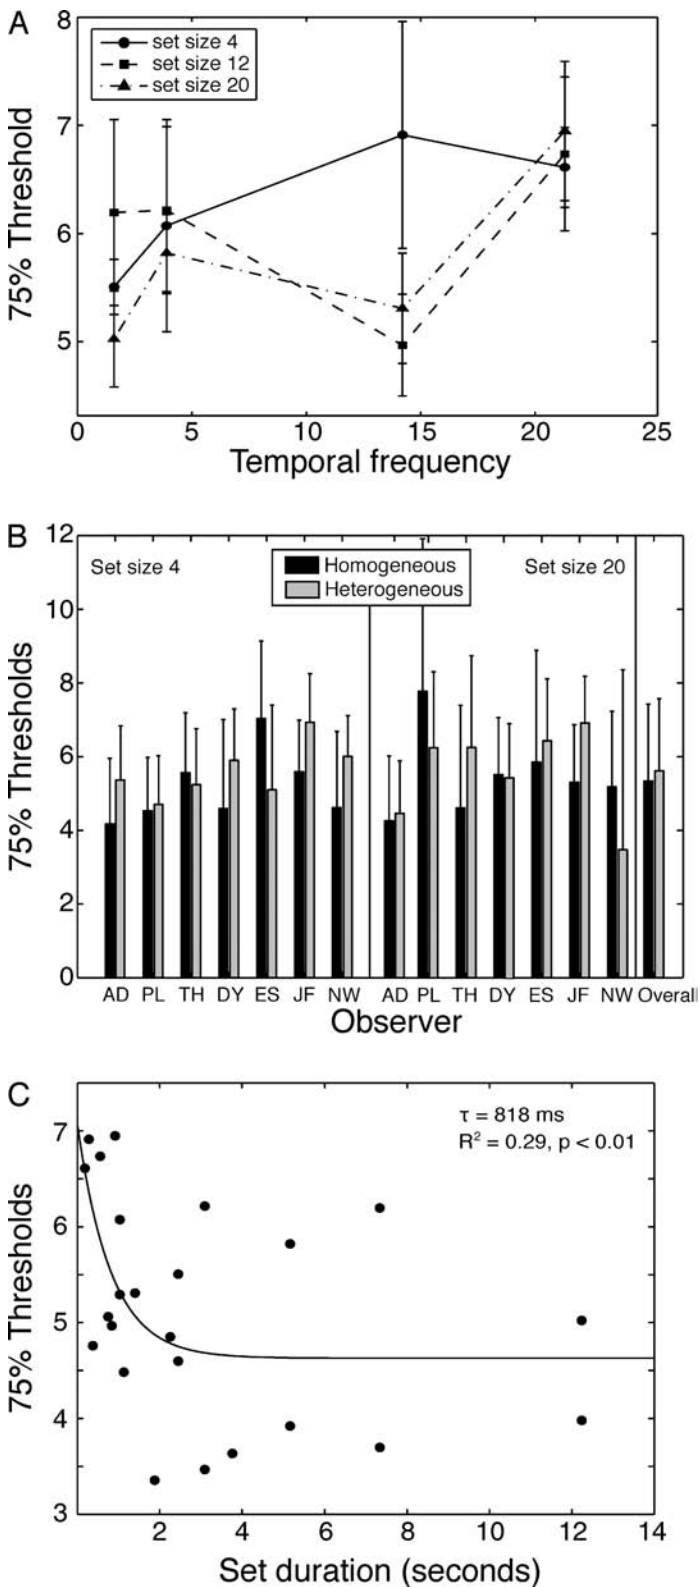 A
8
set size 4
set size 12
set size 20
7
6
5
75% Threshold
0 5 10 15 20 25
Temporal frequency
B
12
Set size 4
Homogeneous
Heterogeneous
Set size 20
10
8
6
4
2
0
75% Thresholds
AD PL TH DY ES JF NW AD PL TH DY ES JF NW Overall
Observer
C
7
τ = 818 ms
R² = 0.29, p < 0.01
6
5
4
3
75% Thresholds
2 4 6 8 10 12 14
Set duration (seconds)